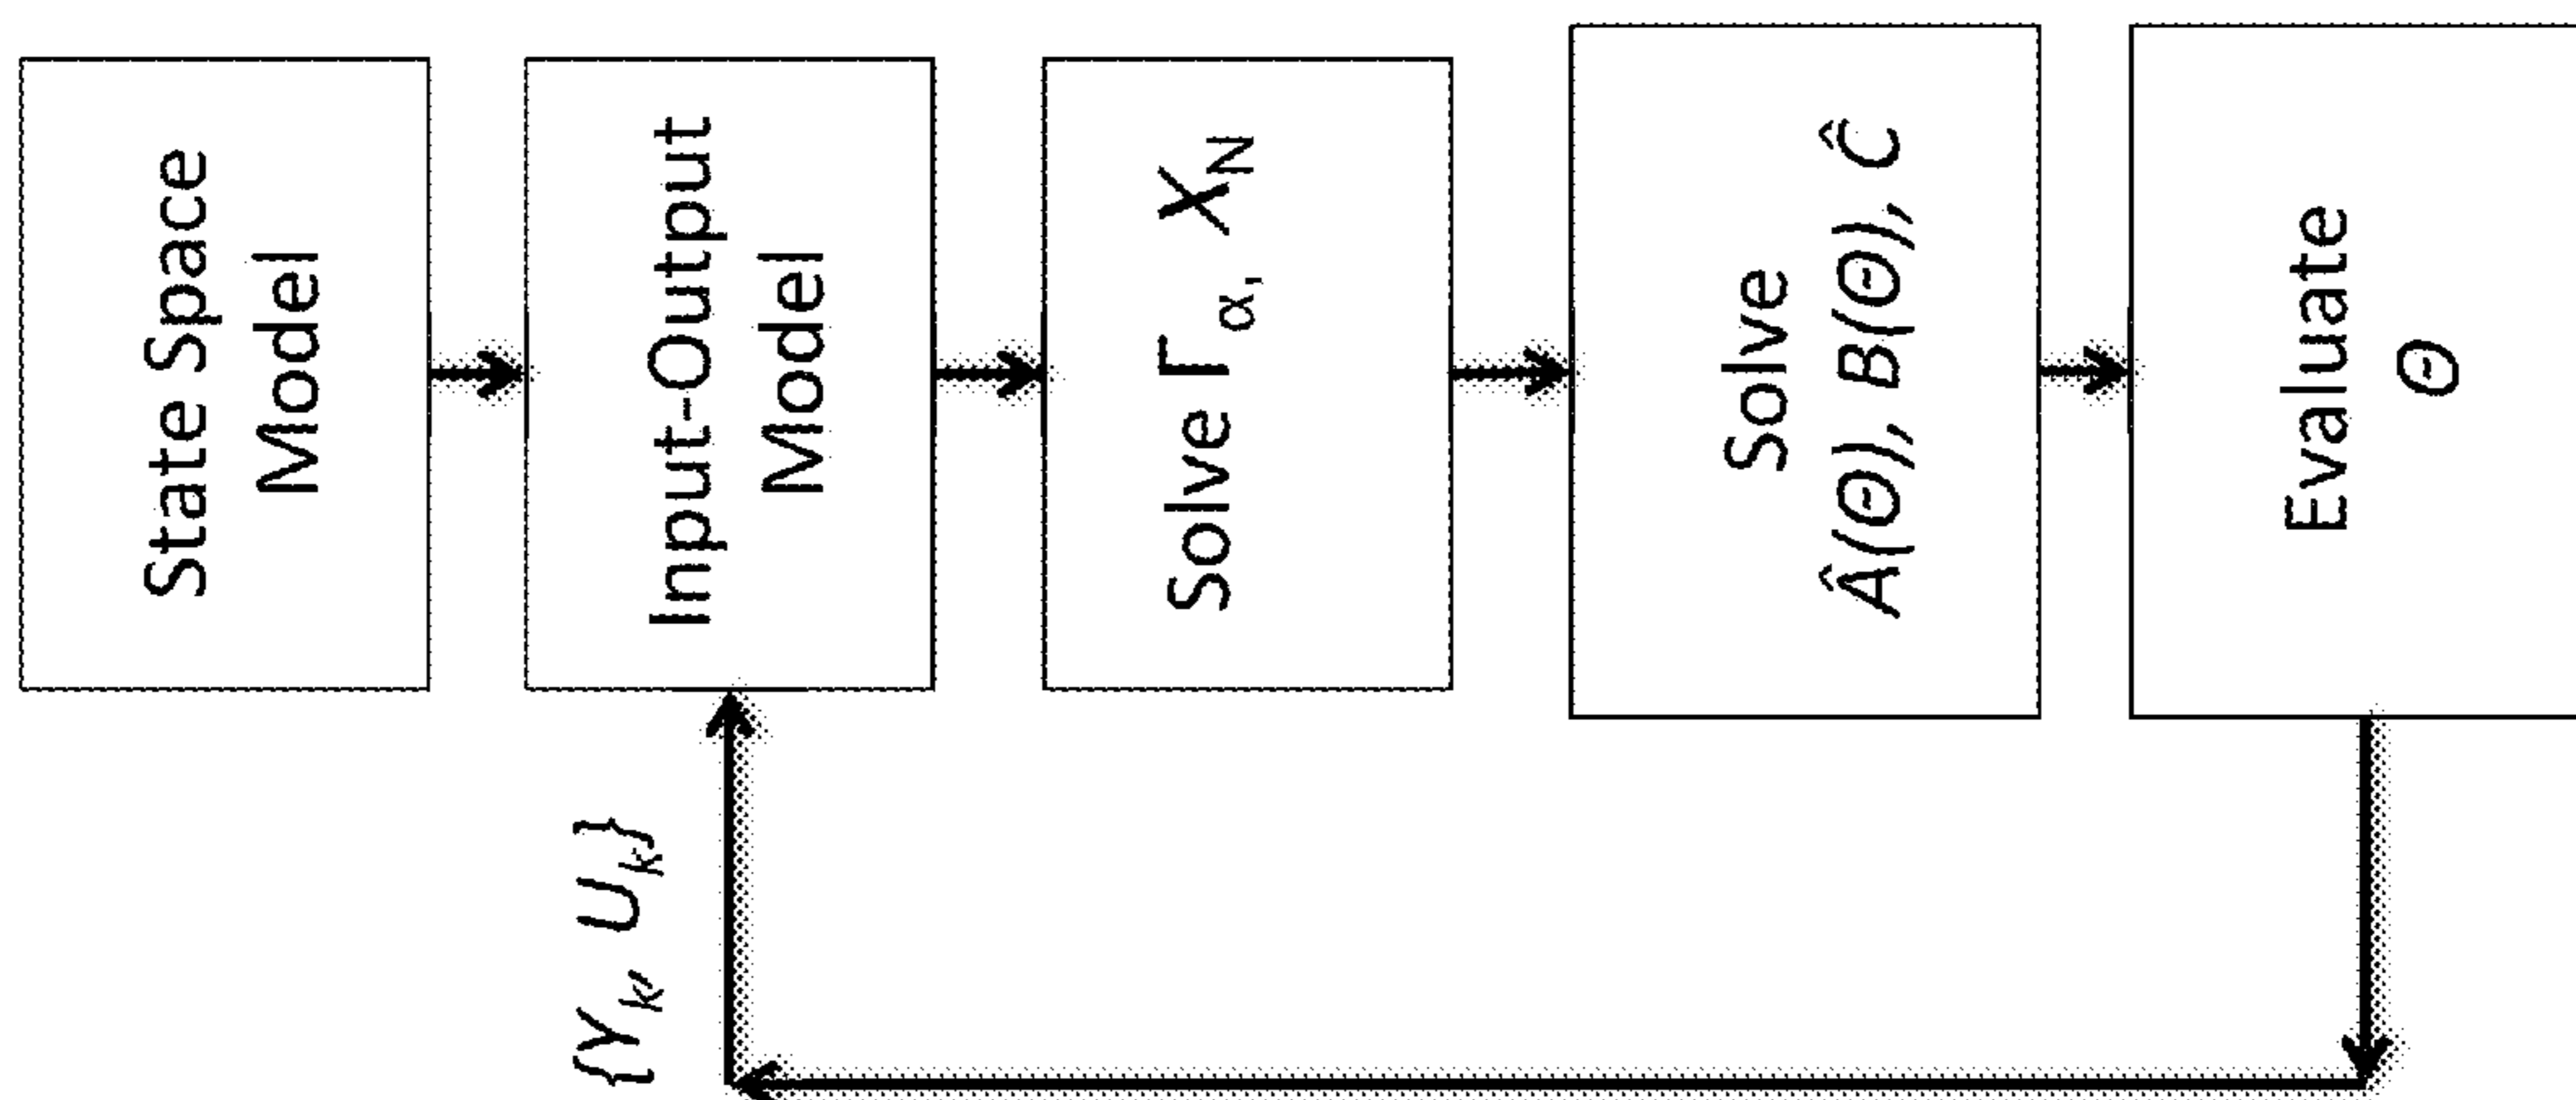 State Space
Model
Input-Output
Model
Solve Γα, XN
Solve
Â(Θ), B(Θ), Ĉ
Evaluate
Θ
{Yk, Uk}